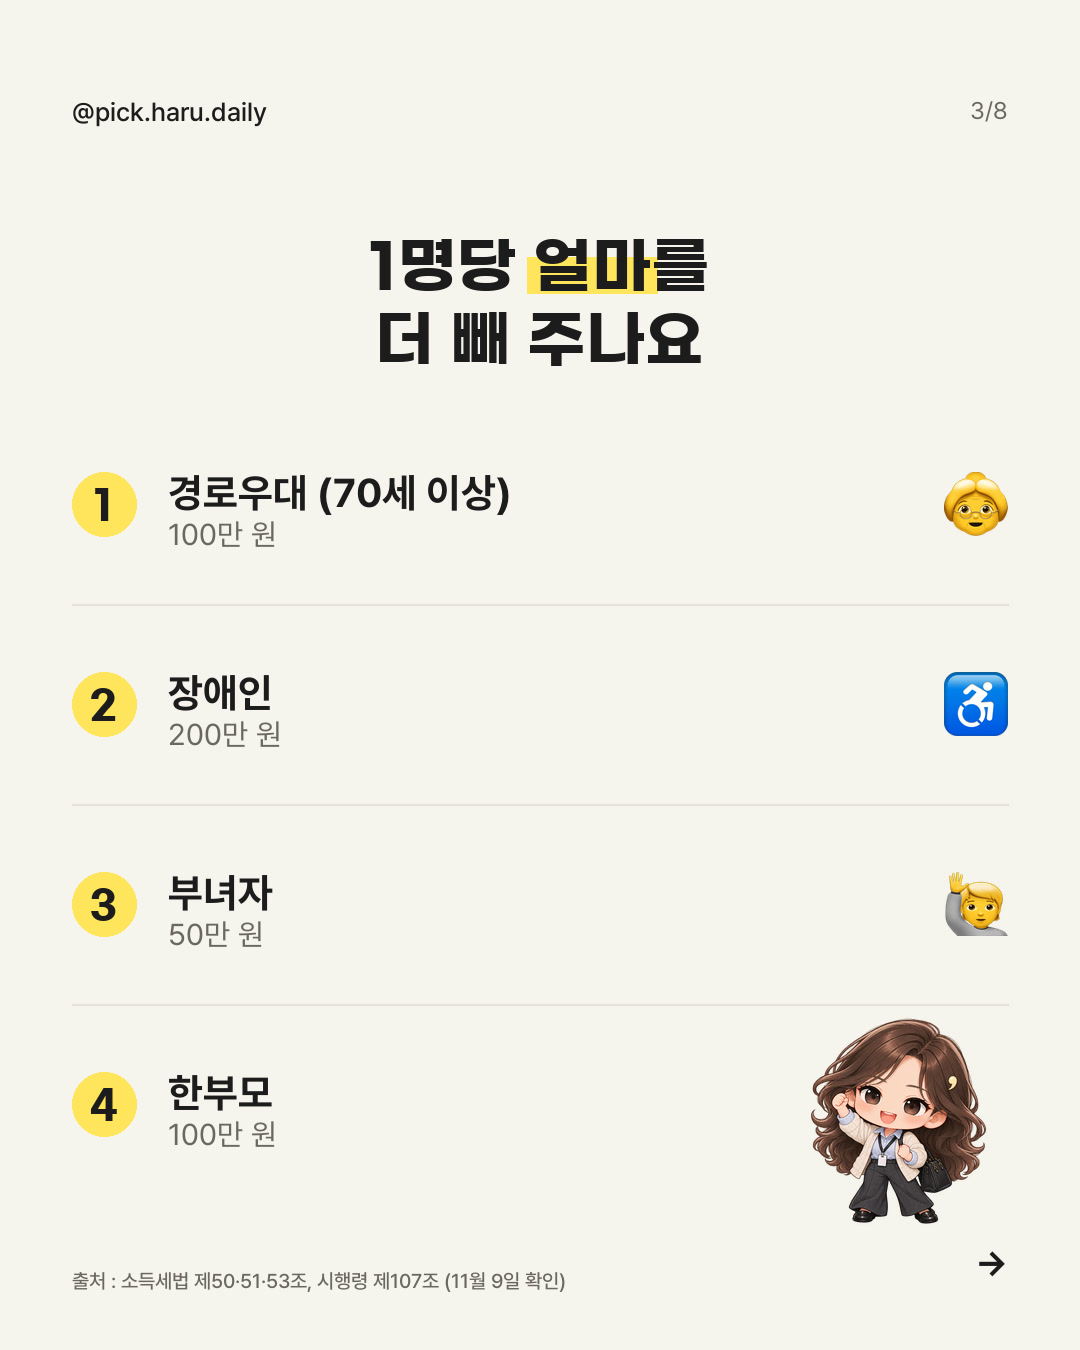 @pick.haru.daily
3/8
1명당 얼마를
더 빼 주나요
1
경로우대 (70세 이상)
100만 원
2
장애인
200만 원
3
부녀자
50만 원
4
한부모
100만 원
출처 : 소득세법 제50·51·53조, 시행령 제107조 (11월 9일 확인)
→